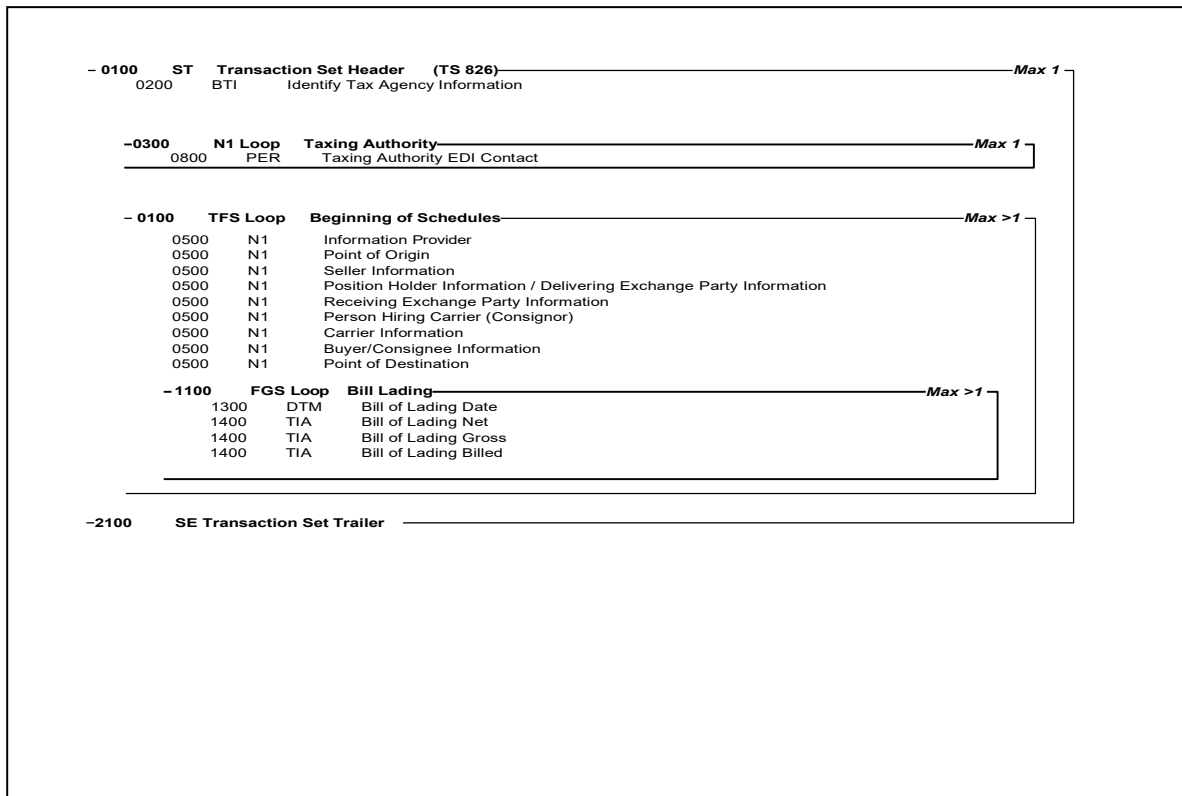 – 0100 ST Transaction Set Header (TS 826) Max 1
0200 BTI Identify Tax Agency Information
–0300 N1 Loop Taxing Authority Max 1
0800 PER Taxing Authority EDI Contact
– 0100 TFS Loop Beginning of Schedules Max >1
0500 N1 Information Provider
0500 N1 Point of Origin
0500 N1 Seller Information
0500 N1 Position Holder Information / Delivering Exchange Party Information
0500 N1 Receiving Exchange Party Information
0500 N1 Person Hiring Carrier (Consignor)
0500 N1 Carrier Information
0500 N1 Buyer/Consignee Information
0500 N1 Point of Destination
–1100 FGS Loop Bill Lading Max >1
1300 DTM Bill of Lading Date
1400 TIA Bill of Lading Net
1400 TIA Bill of Lading Gross
1400 TIA Bill of Lading Billed
–2100 SE Transaction Set Trailer